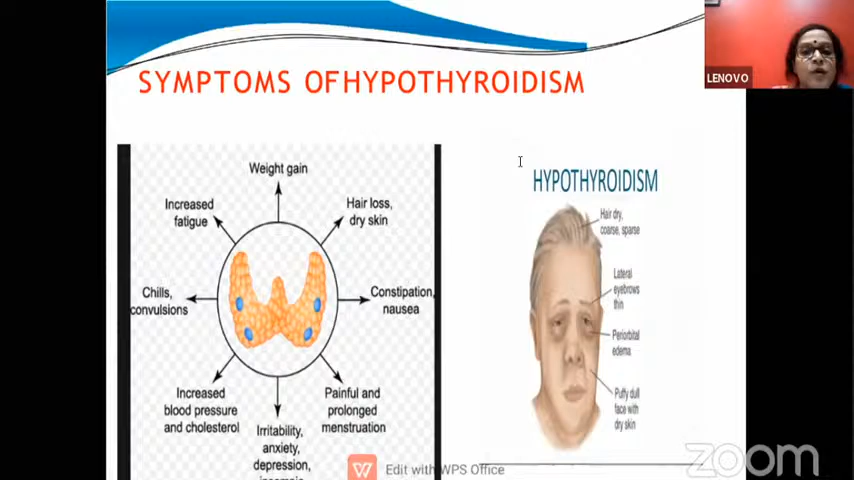 LENOVO
SYMPTOMS OFHYPOTHYROIDISM
Weight gain
Increased
fatigue
Hair loss,
dry skin
Chills,
convulsions
Constipation,
nausea
Increased
blood pressure
and cholesterol
Painful and
prolonged
menstruation
Irritability,
anxiety,
depression,
HYPOTHYROIDISM
Hair dry,
coarse, sparse
Lateral
eyebrows
thin
Periorbital
edema
Puffy dull
face with
dry skin
Edit with WPS Office
zoom